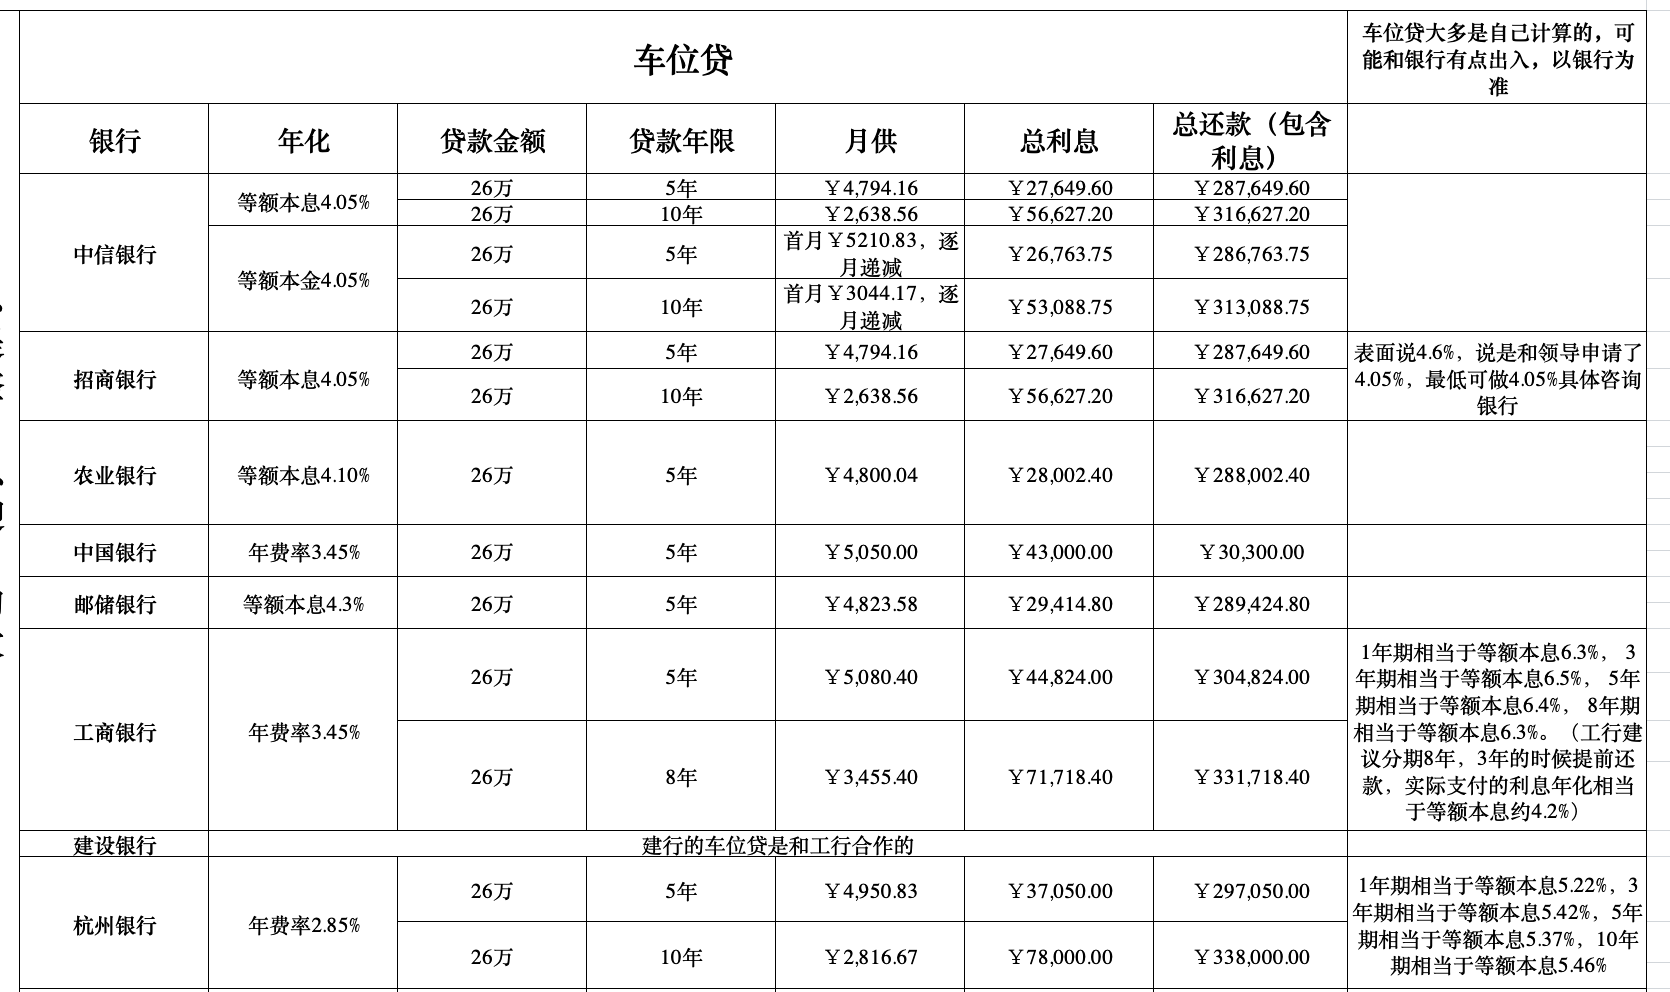 车位贷
车位贷大多是自己计算的，可
能和银行有点出入，以银行为
准
银行
年化
贷款金额
贷款年限
月供
总利息
总还款（包含
利息）
中信银行
等额本息4.05%
26万
5年
￥4,794.16
￥27,649.60
￥287,649.60
26万
10年
￥2,638.56
￥56,627.20
￥316,627.20
等额本金4.05%
26万
5年
首月￥5210.83，逐
月递减
￥26,763.75
￥286,763.75
26万
10年
首月￥3044.17，逐
月递减
￥53,088.75
￥313,088.75
招商银行
等额本息4.05%
26万
5年
￥4,794.16
￥27,649.60
￥287,649.60
26万
10年
￥2,638.56
￥56,627.20
￥316,627.20
表面说4.6%，说是和领导申请了
4.05%，最低可做4.05%具体咨询
银行
农业银行
等额本息4.10%
26万
5年
￥4,800.04
￥28,002.40
￥288,002.40
中国银行
年费率3.45%
26万
5年
￥5,050.00
￥43,000.00
￥30,300.00
邮储银行
等额本息4.3%
26万
5年
￥4,823.58
￥29,414.80
￥289,424.80
工商银行
年费率3.45%
26万
5年
￥5,080.40
￥44,824.00
￥304,824.00
26万
8年
￥3,455.40
￥71,718.40
￥331,718.40
1年期相当于等额本息6.3%， 3
年期相当于等额本息6.5%， 5年
期相当于等额本息6.4%， 8年期
相当于等额本息6.3%。（工行建
议分期8年，3年的时候提前还
款，实际支付的利息年化相当
于等额本息约4.2%）
建设银行
建行的车位贷是和工行合作的
杭州银行
年费率2.85%
26万
5年
￥4,950.83
￥37,050.00
￥297,050.00
26万
10年
￥2,816.67
￥78,000.00
￥338,000.00
1年期相当于等额本息5.22%，3
年期相当于等额本息5.42%，5年
期相当于等额本息5.37%，10年
期相当于等额本息5.46%